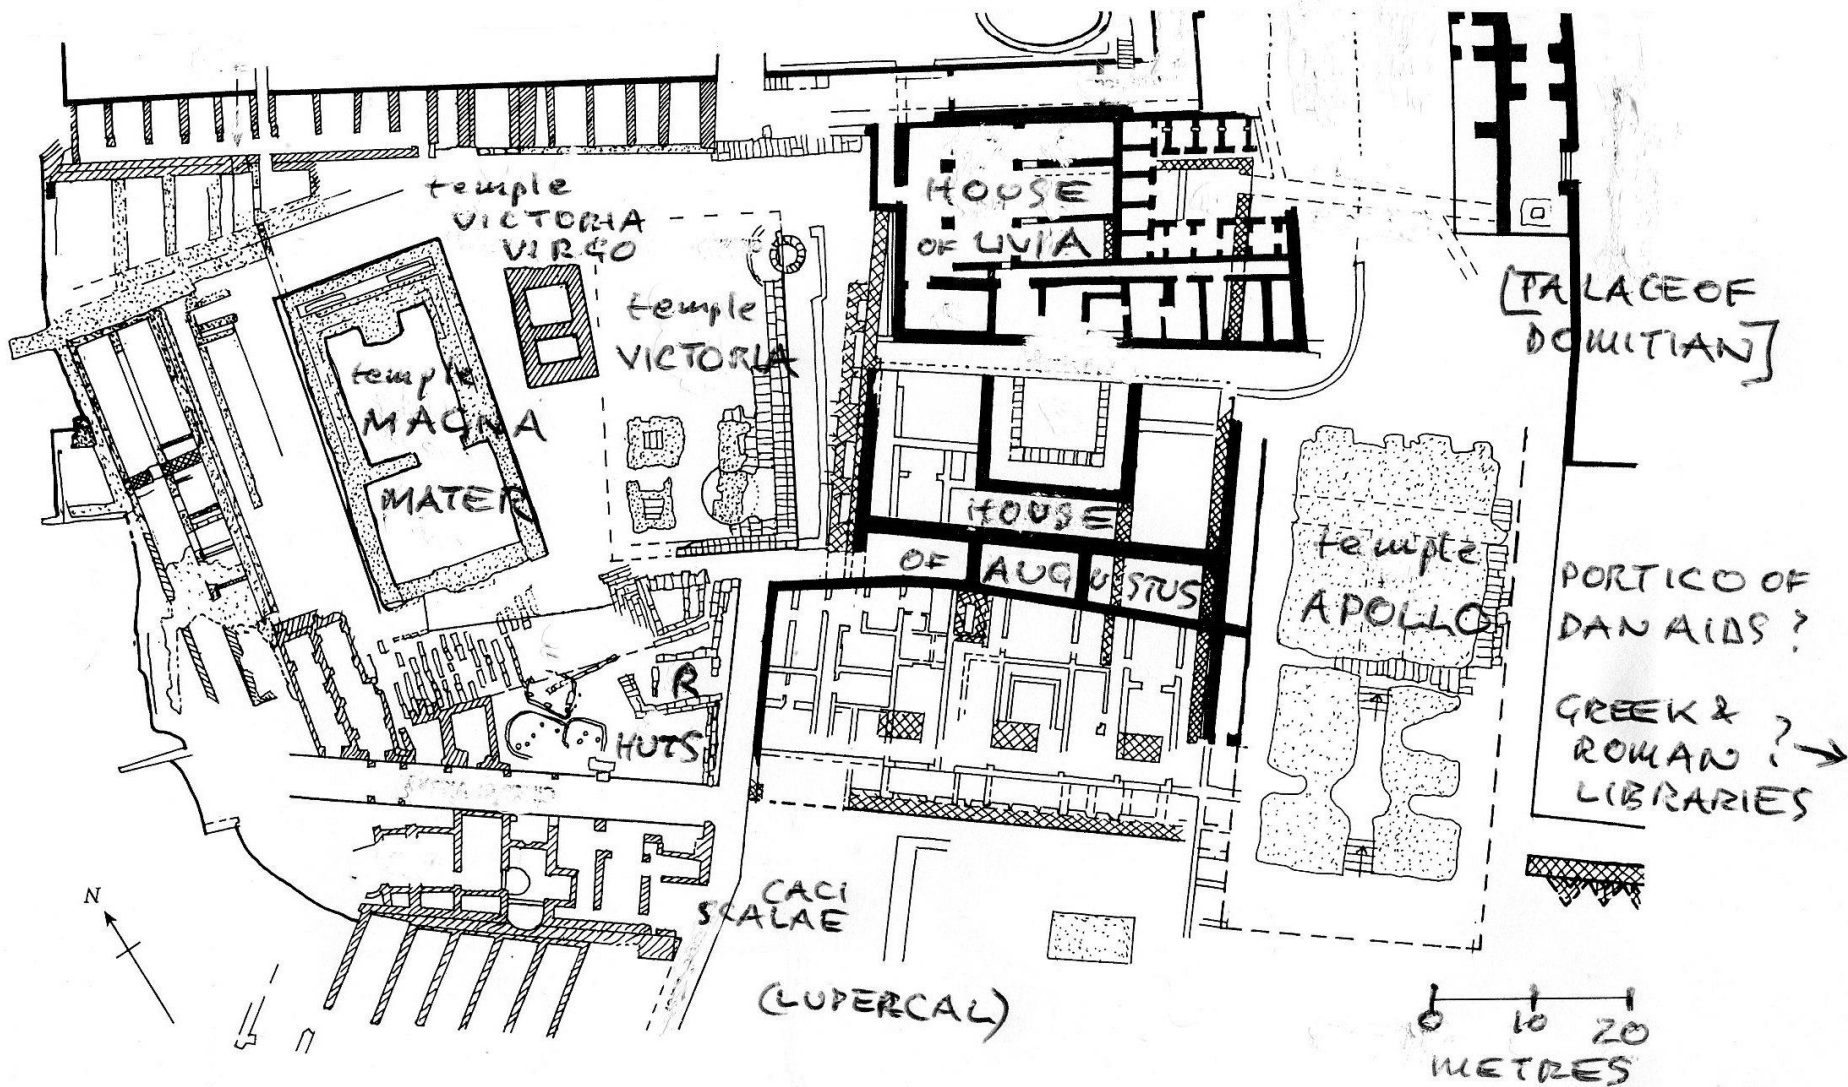 temple
VICTORIA
VIRGO
HOUSE
OF LIVIA
temple
VICTORIA
[PALACE OF
DOMITIAN]
temple
MAGNA
MATER
HOUSE
OF AUGUSTUS
temple
APOLLO
PORTICO OF
DANAIDS ?
R
HUTS
GREEK &
ROMAN ? →
LIBRARIES
CACI
SCALAE
N
(LUPERCAL)
0 10 20
METRES